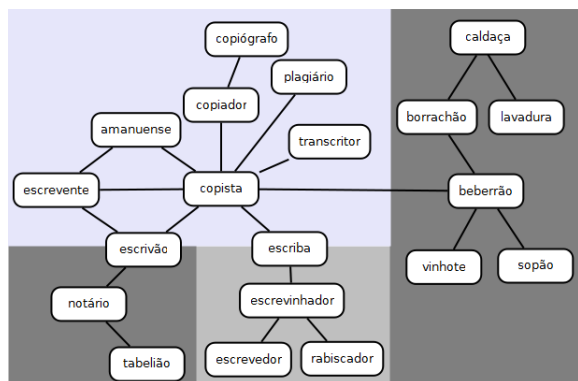 copiógrafo
caldaça
plagiário
copiador
borrachão
lavadura
amanuense
transcritor
escrevente
copista
beberrão
escrivão
escriba
vinhote
sopão
notário
escrevinhador
tabelião
escrevedor
rabiscador